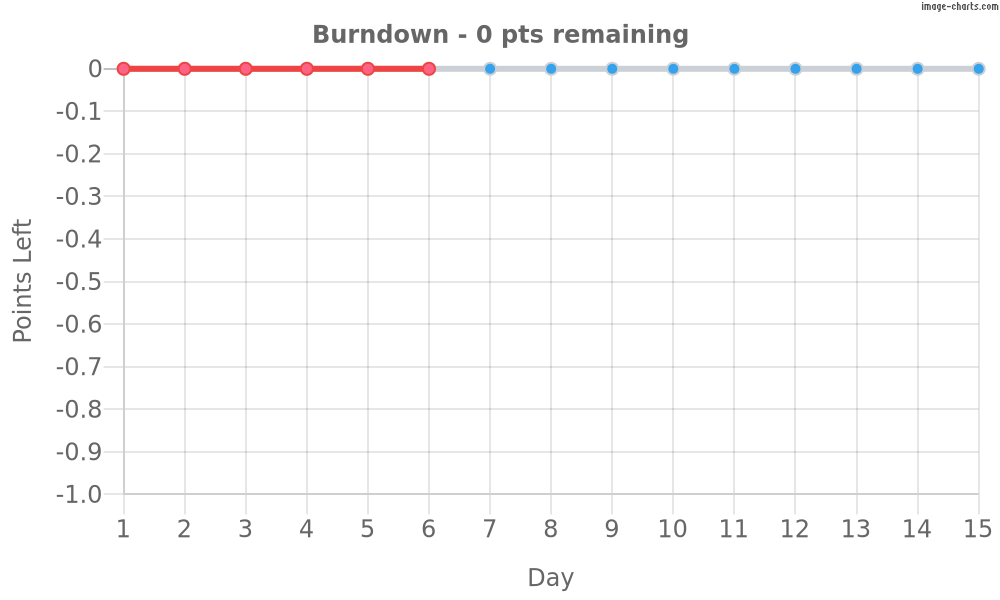 image-charts.com
Burndown - 0 pts remaining
0
-0.1
-0.2
-0.3
-0.4
-0.5
-0.6
-0.7
-0.8
-0.9
-1.0
Points Left
1 2 3 4 5 6 7 8 9 10 11 12 13 14 15
Day